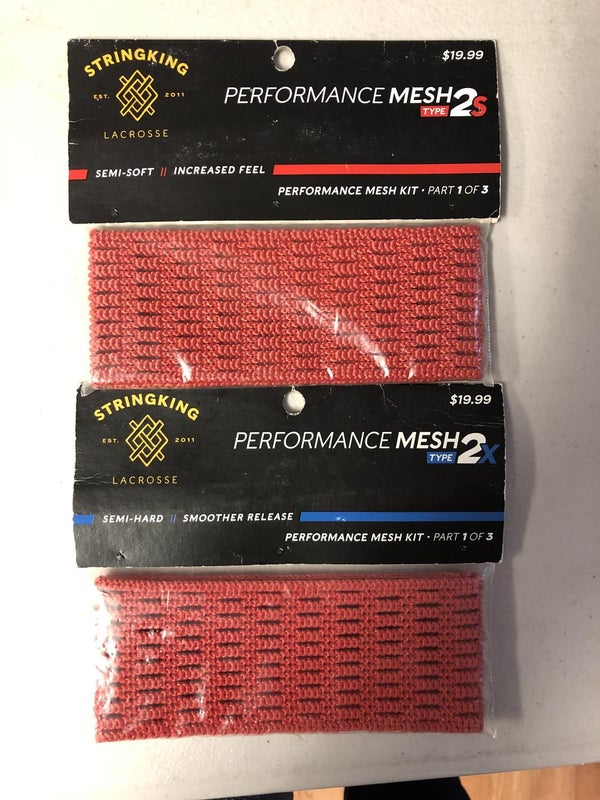 $19.99
STRINGKING
EST. 2011
LACROSSE
PERFORMANCE MESH
TYPE 2S
SEMI-SOFT || INCREASED FEEL
PERFORMANCE MESH KIT • PART 1 OF 3
$19.99
STRINGKING
EST. 2011
LACROSSE
PERFORMANCE MESH
TYPE 2X
SEMI-HARD || SMOOTHER RELEASE
PERFORMANCE MESH KIT • PART 1 OF 3